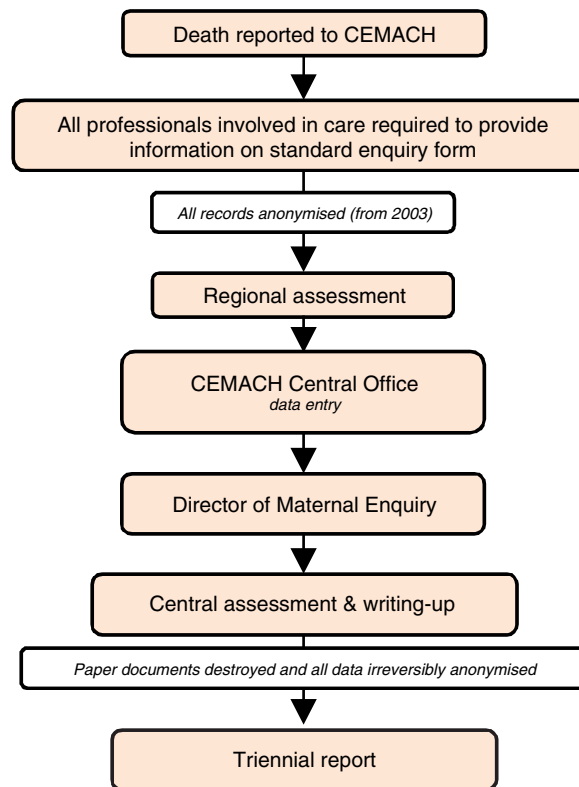 Death reported to CEMACH
All professionals involved in care required to provide
information on standard enquiry form
All records anonymised (from 2003)
Regional assessment
CEMACH Central Office
data entry
Director of Maternal Enquiry
Central assessment & writing-up
Paper documents destroyed and all data irreversibly anonymised
Triennial report